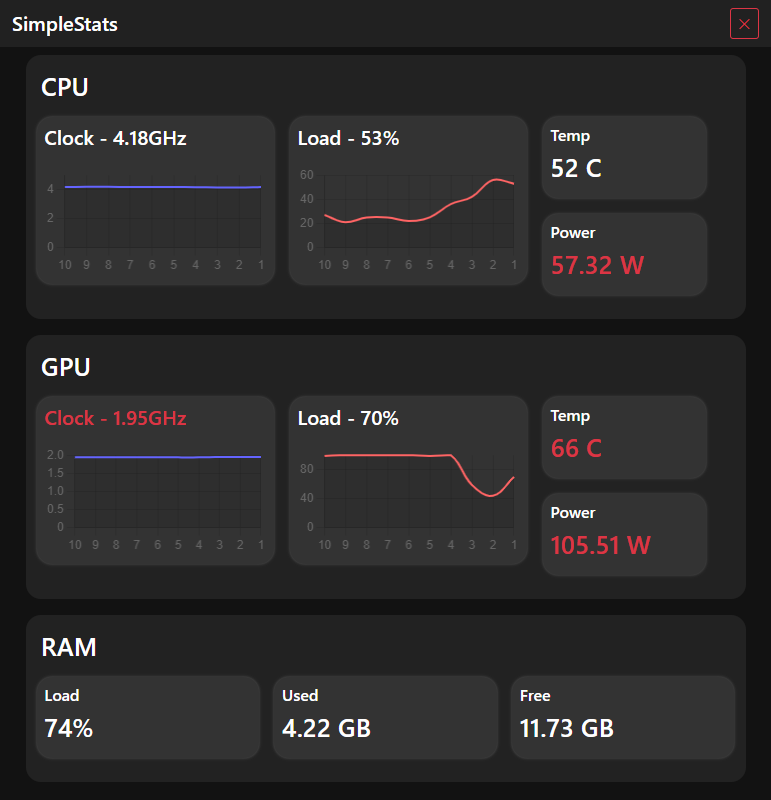 SimpleStats
CPU
Clock - 4.18GHz
4
2
0
10 9 8 7 6 5 4 3 2 1
Load - 53%
60
40
20
0
10 9 8 7 6 5 4 3 2 1
Temp
52 C
Power
57.32 W
GPU
Clock - 1.95GHz
2.0
1.5
1.0
0.5
0
10 9 8 7 6 5 4 3 2 1
Load - 70%
80
40
0
10 9 8 7 6 5 4 3 2 1
Temp
66 C
Power
105.51 W
RAM
Load
74%
Used
4.22 GB
Free
11.73 GB